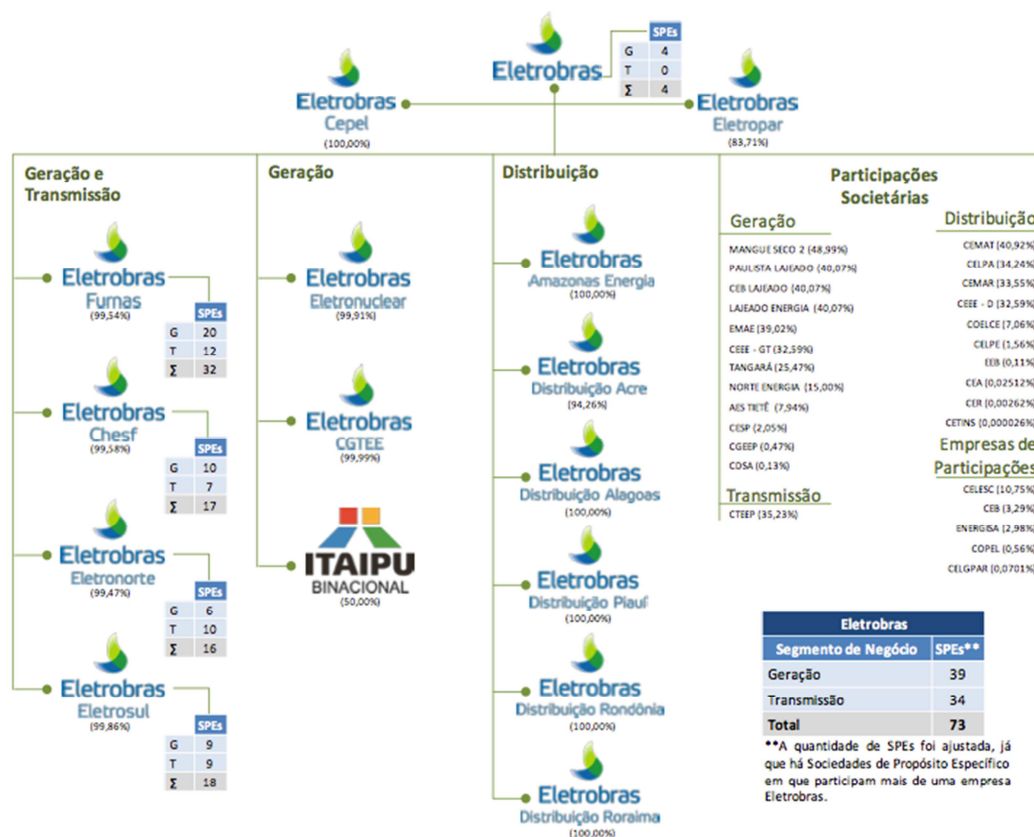 Eletrobras
SPEs
G 4
T 0
Σ 4
Eletrobras
Cepel
(100,00%)
Eletrobras
Eletropar
(83,71%)
Geração e
Transmissão
Eletrobras
Furnas
(99,54%)
SPEs
G 20
T 12
Σ 32
Eletrobras
Chesf
(99,58%)
SPEs
G 10
T 7
Σ 17
Eletrobras
Eletronorte
(99,47%)
SPEs
G 6
T 10
Σ 16
Eletrobras
Eletrosul
(99,86%)
SPEs
G 9
T 9
Σ 18
Geração
Eletrobras
Eletronuclear
(99,91%)
Eletrobras
CGTEE
(99,99%)
ITAIPU
BINACIONAL
(50,00%)
Distribuição
Eletrobras
Amazonas Energia
(100,00%)
Eletrobras
Distribuição Acre
(94,26%)
Eletrobras
Distribuição Alagoas
(100,00%)
Eletrobras
Distribuição Piauí
(100,00%)
Eletrobras
Distribuição Rondônia
(100,00%)
Eletrobras
Distribuição Roraima
(100,00%)
Participações
Societárias
Geração
MANGUE SECO 2 (48,99%)
PAULISTA LAJEADO (40,07%)
CEB LAJEADO (40,07%)
LAJEADO ENERGIA (40,07%)
EMAE (39,02%)
CEEE - GT (32,59%)
TANGARÁ (25,47%)
NORTE ENERGIA (15,00%)
AES TIETÊ (7,94%)
CESP (2,05%)
CGEEP (0,47%)
COSA (0,13%)
Transmissão
CTEEP (35,23%)
Distribuição
CEMAT (40,92%)
CELPA (34,24%)
CEMAR (33,55%)
CEEE - D (32,59%)
COELCE (7,06%)
CELPE (1,56%)
EEB (0,11%)
CEA (0,02512%)
CER (0,00262%)
CETINS (0,000026%)
Empresas de
Participações
CELESC (10,75%)
CEB (3,29%)
ENERGISA (2,98%)
COPEL (0,56%)
CELGPAR (0,0701%)
Eletrobras
Segmento de Negócio SPEs**
Geração 39
Transmissão 34
Total 73
**A quantidade de SPEs foi ajustada, já
que há Sociedades de Propósito Específico
em que participam mais de uma empresa
Eletrobras.